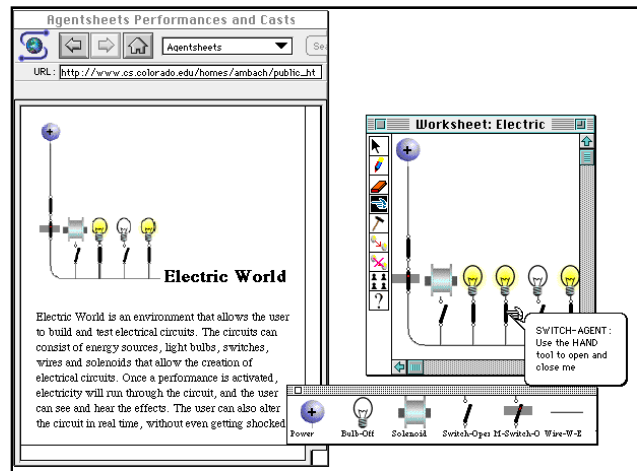 Agentsheets Performances and Casts
Agentsheets
Sea
URL: http://www.cs.colorado.edu/homes/ambach/public_ht
Electric World
Electric World is an environment that allows the user
to build and test electrical circuits. The circuits can
consist of energy sources, light bulbs, switches,
wires and solenoids that allow the creation of
electrical circuits. Once a performance is activated,
electricity will run through the circuit, and the user
can see and hear the effects. The user can also alter
the circuit in real time, without even getting shocked
Worksheet: Electric
?
SWITCH-AGENT:
Use the HAND
tool to open and
close me
Power Bulb-Off Solenoid Switch-Open M-Switch-O Wire-W-E